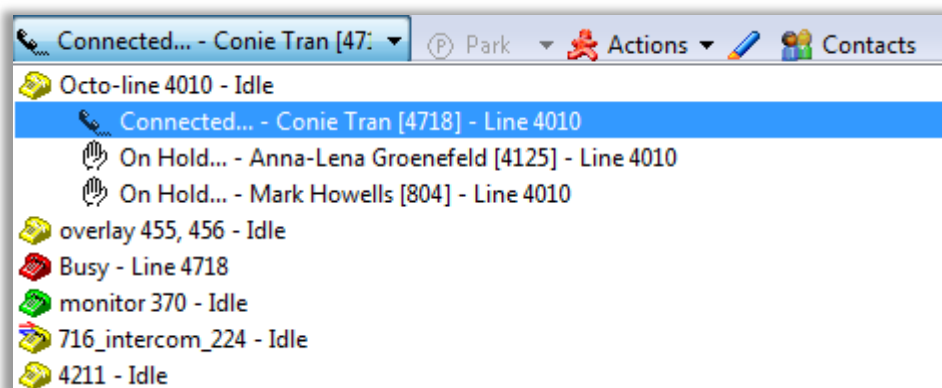 Connected... - Conie Tran [471 Park Actions Contacts
Octo-line 4010 - Idle
Connected... - Conie Tran [4718] - Line 4010
On Hold... - Anna-Lena Groenefeld [4125] - Line 4010
On Hold... - Mark Howells [804] - Line 4010
overlay 455, 456 - Idle
Busy - Line 4718
monitor 370 - Idle
716_intercom_224 - Idle
4211 - Idle